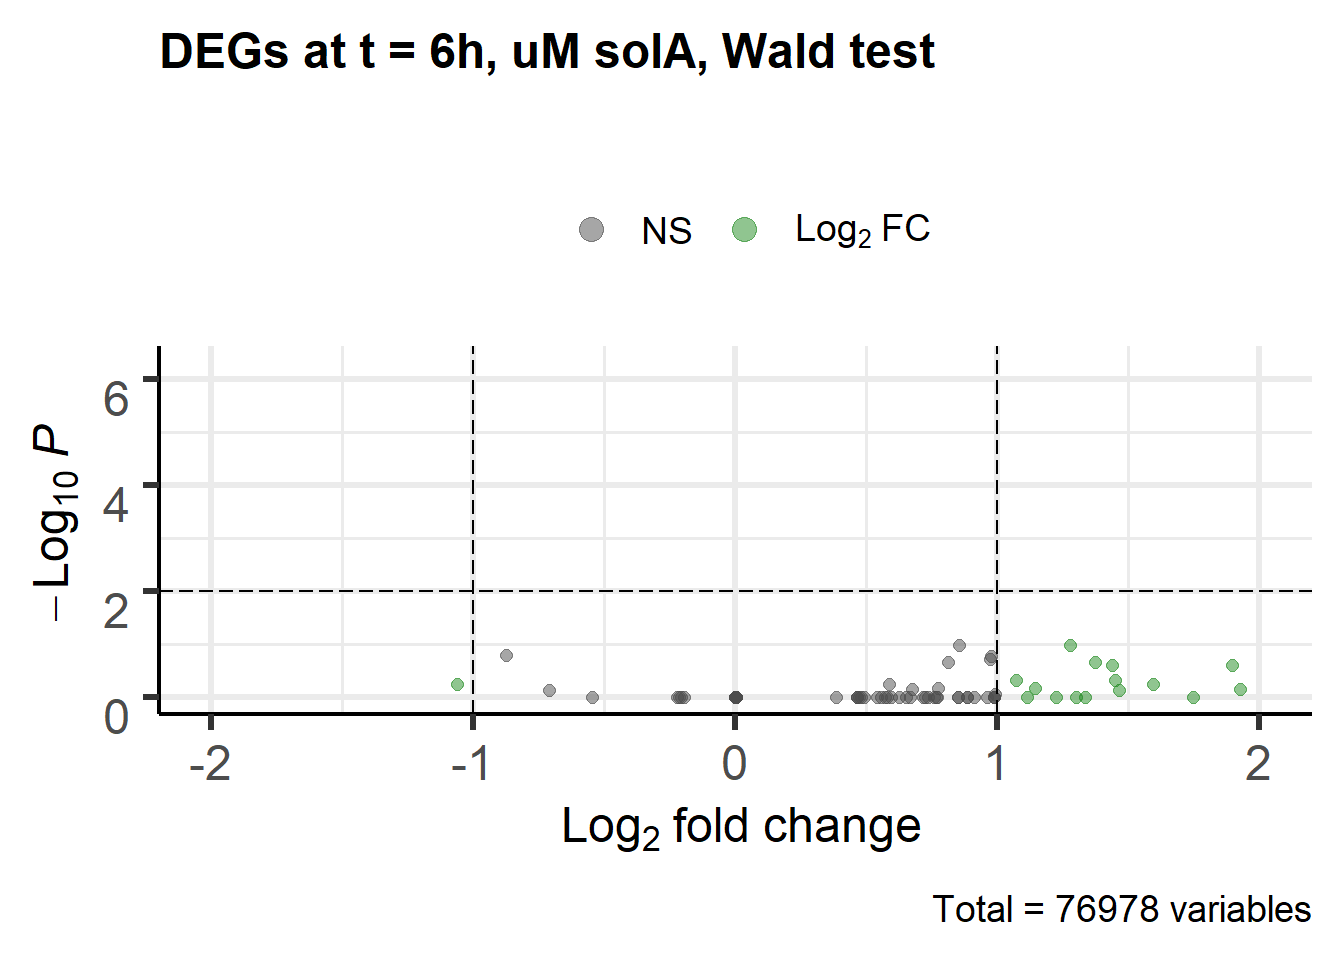 DEGs at t = 6h, uM solA, Wald test
NS Log₂ FC
6
4
2
0
−Log₁₀ P
-2 -1 0 1 2
Log₂ fold change
Total = 76978 variables